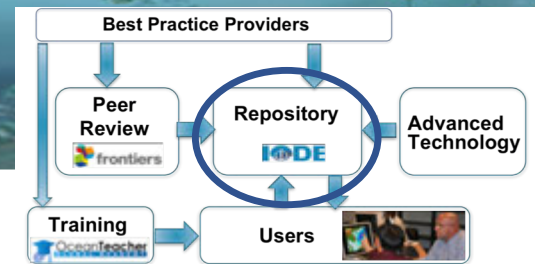 Best Practice Providers
Peer
Review
frontiers
Repository
IODE
Advanced
Technology
Training
OceanTeacher
Users